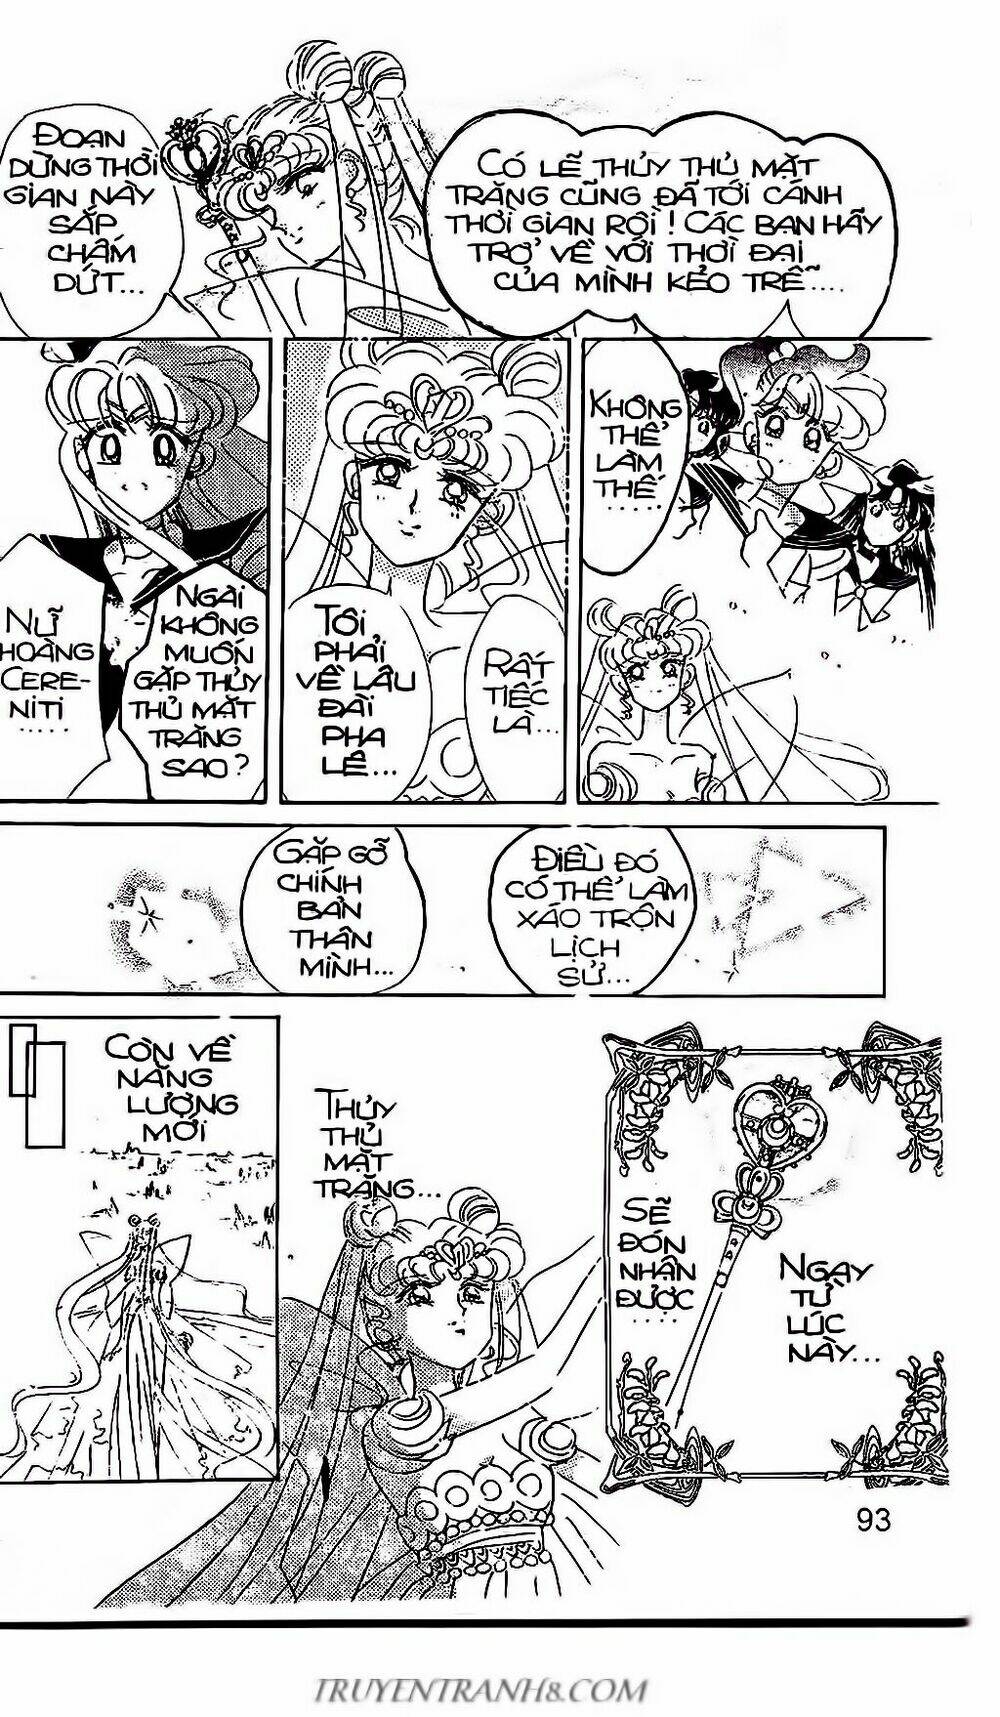 CÓ LẼ THỦY THỦ MẶT
TRĂNG CŨNG ĐÃ TỚI CÁNH
THỜI GIAN RỒI! CÁC BẠN HÃY
TRỞ VỀ VỚI THỜI ĐẠI
CỦA MÌNH KẺO TRỄ....
ĐOẠN
DỪNG THỜI
GIAN NÀY
SẮP
CHẤM
DỨT...
KHÔNG
THỂ
LÀM
THẾ
.....
RẤT
TIẾC
LÀ...
TÔI
PHẢI
VỀ LÂU
ĐÀI
PHA
LÊ...
NGÀI
KHÔNG
MUỐN
GẶP THỦY
THỦ MẶT
TRĂNG
SAO?
NỮ
HOÀNG
CERE-
NITI
.....
ĐIỀU ĐÓ
CÓ THỂ LÀM
XÁO TRỘN
LỊCH
SỬ...
GẶP GỠ
CHÍNH
BẢN
THÂN
MÌNH...
NGAY
TỪ
LÚC
NÀY...
SẼ
ĐÓN
NHẬN
ĐƯỢC
.....
THỦY
THỦ
MẶT
TRĂNG...
CÒN VỀ
NĂNG
LƯỢNG
MỚI
93
TRUYENTRANH8.COM